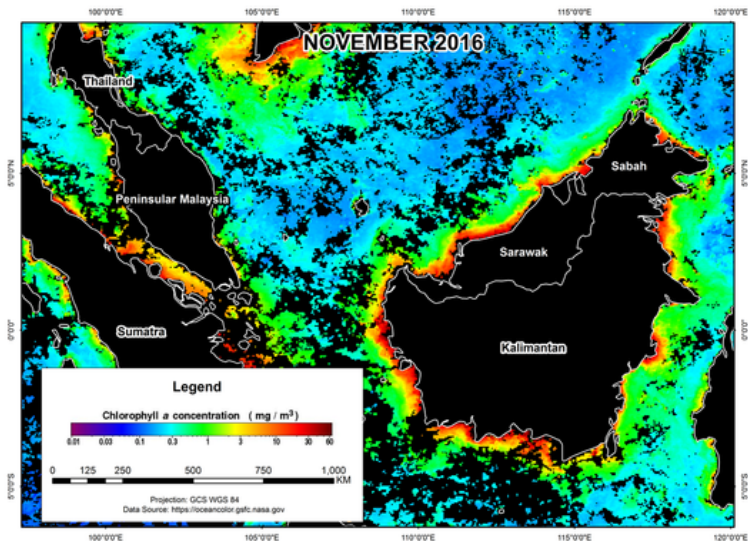 100°0'0"E 105°0'0"E 110°0'0"E 115°0'0"E 120°0'0"E
NOVEMBER 2016
N
E
Thailand
5°0'0"N
5°0'0"N
Sabah
Peninsular Malaysia
Sarawak
0°0'0"
0°0'0"
Sumatra
Kalimantan
Legend
Chlorophyll a concentration ( mg / m³)
0.01 0.03 0.1 0.3 1 3 10 30 60
0 125 250 500 750 1,000
KM
Projection: GCS WGS 84
Data Source: https://oceancolor.gsfc.nasa.gov
5°0'0"S
5°0'0"S
100°0'0"E 105°0'0"E 110°0'0"E 115°0'0"E 120°0'0"E